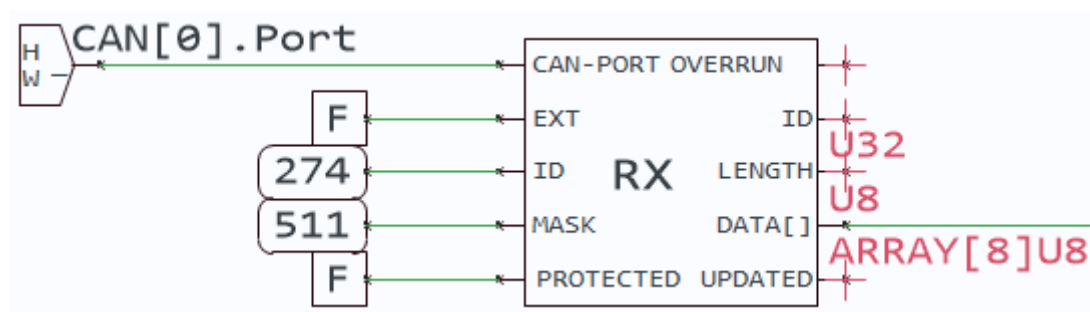 H
W
CAN[0].Port
CAN-PORT OVERRUN
F
EXT
ID
U32
274
ID
RX
LENGTH
U8
511
MASK
DATA[]
ARRAY[8]U8
F
PROTECTED UPDATED